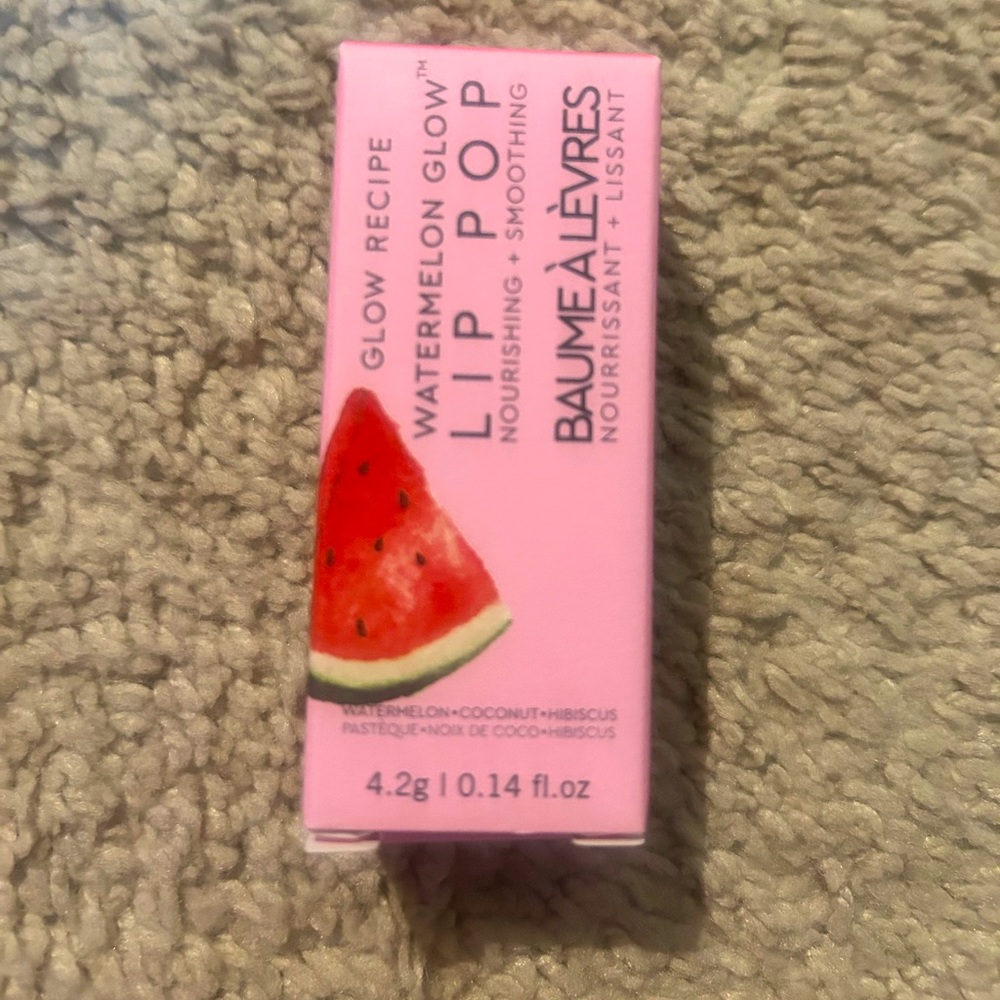 GLOW RECIPE
WATERMELON GLOW™
LIP POP
NOURISHING + SMOOTHING
BAUME À LÈVRES
NOURRISSANT + LISSANT
WATERMELON•COCONUT•HIBISCUS
PASTÈQUE•NOIX DE COCO•HIBISCUS
4.2g | 0.14 fl.oz